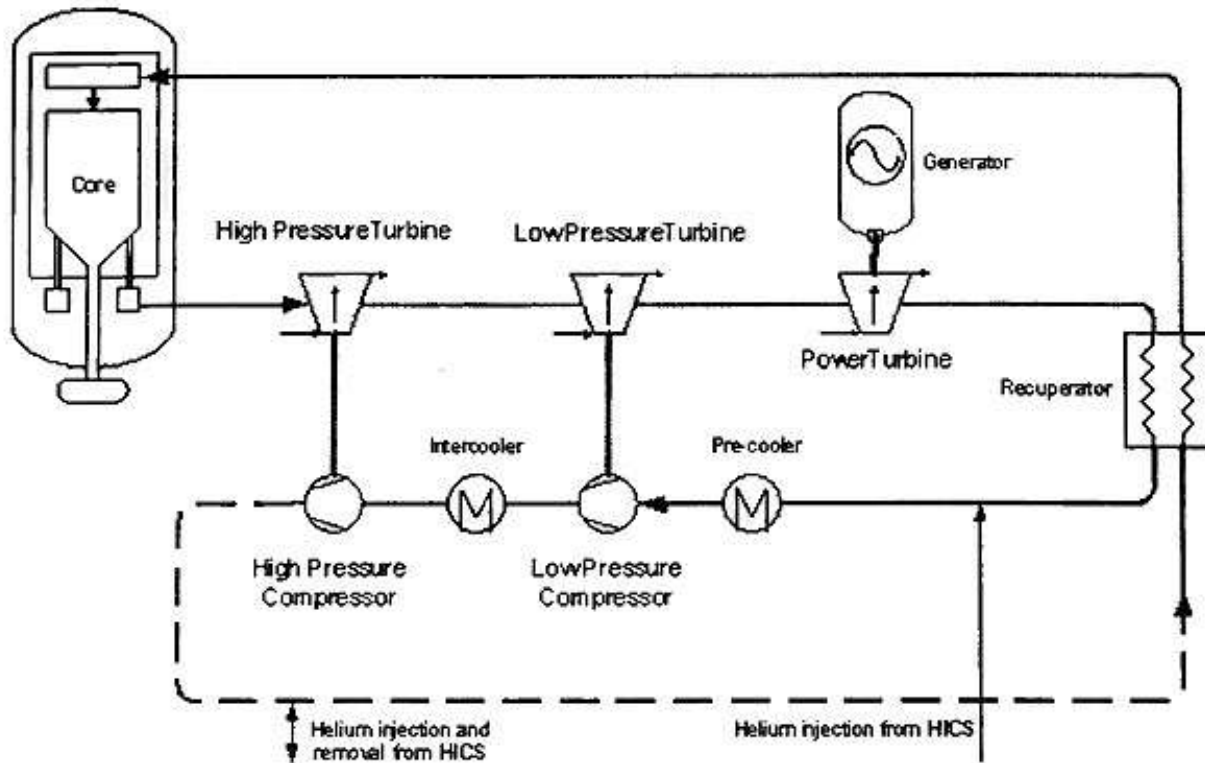 Core
High PressureTurbine
LowPressureTurbine
Generator
PowerTurbine
Recuperator
Intercooler
Pre-cooler
High Pressure
Compressor
LowPressure
Compressor
Helium injection and
removal from HICS
Helium injection from HICS